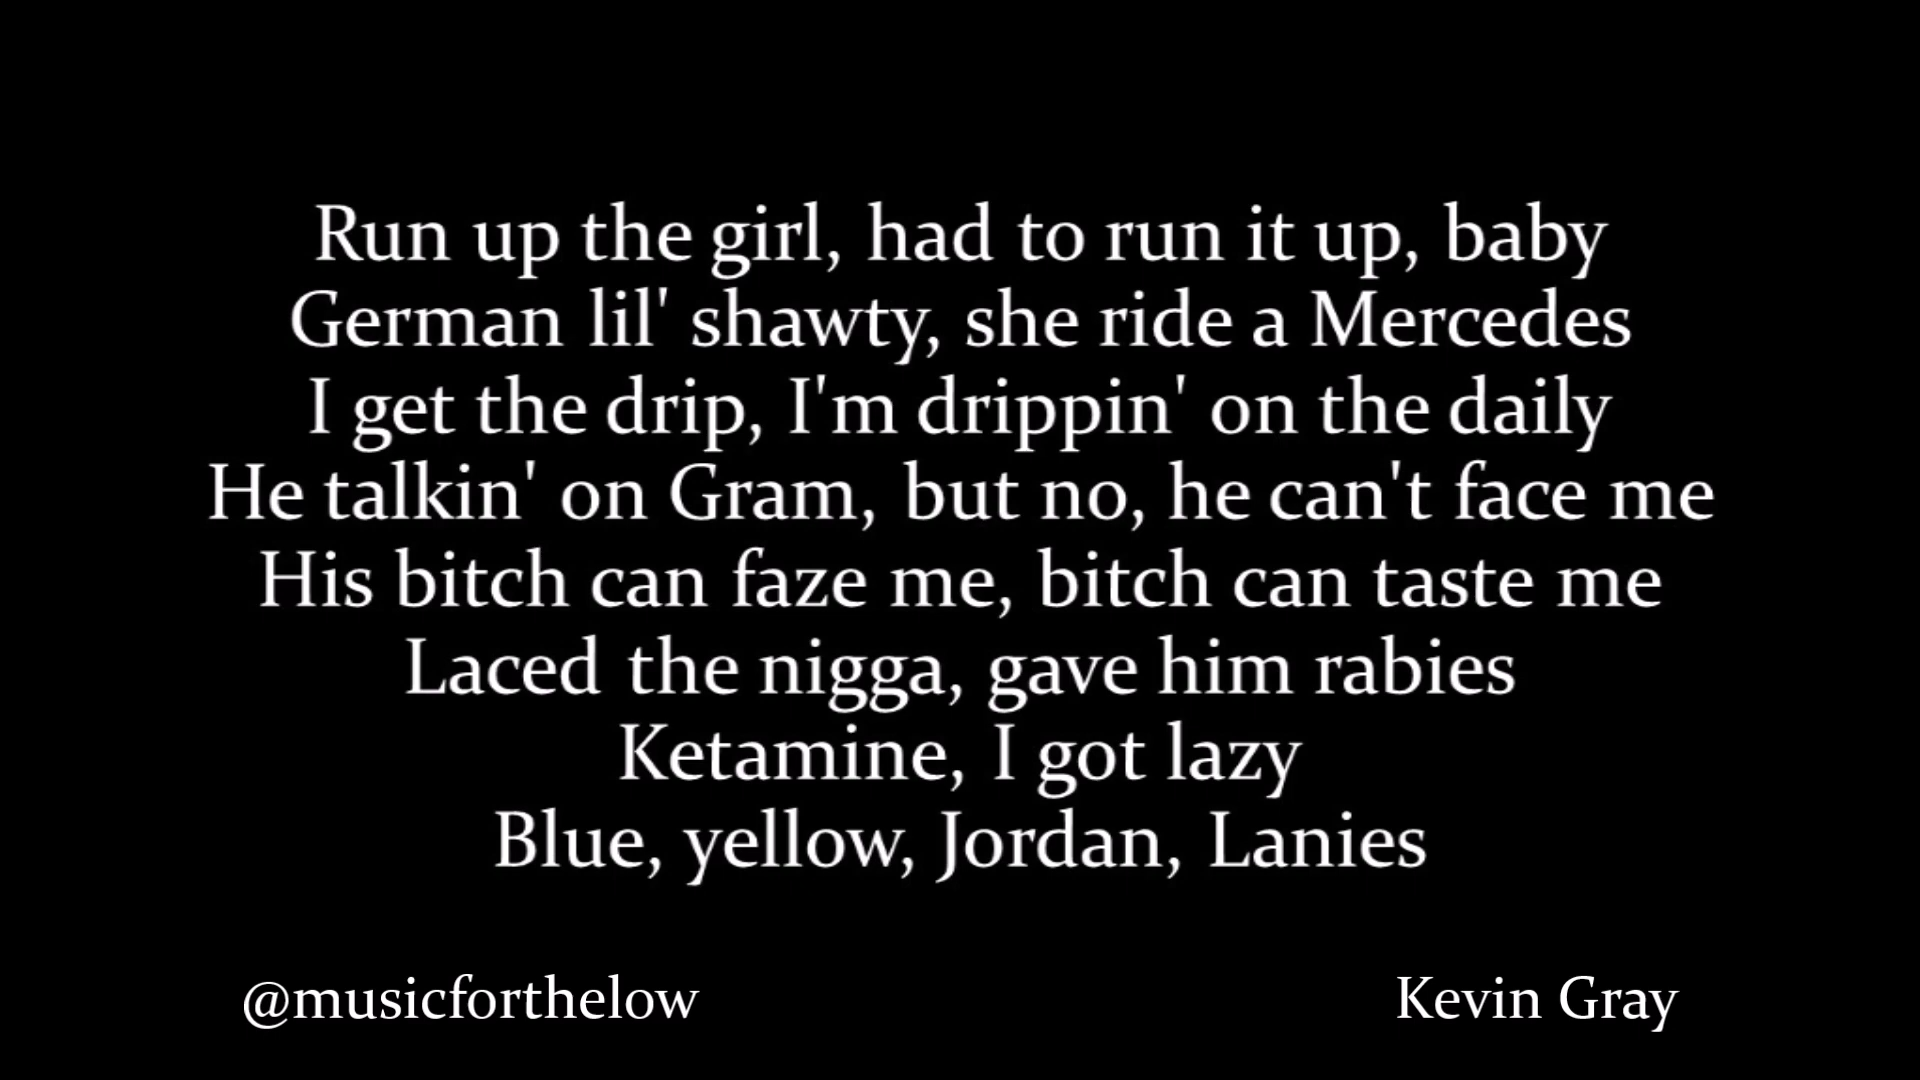 Run up the girl, had to run it up, baby
German lil' shawty, she ride a Mercedes
I get the drip, I'm drippin' on the daily
He talkin' on Gram, but no, he can't face me
His bitch can faze me, bitch can taste me
Laced the nigga, gave him rabies
Ketamine, I got lazy
Blue, yellow, Jordan, Lanies
@musicforthelow
Kevin Gray